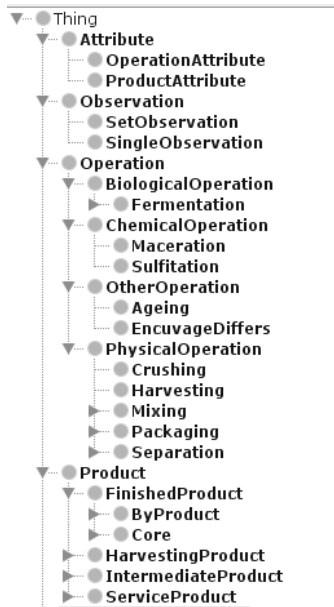 Thing
Attribute
OperationAttribute
ProductAttribute
Observation
SetObservation
SingleObservation
Operation
BiologicalOperation
Fermentation
ChemicalOperation
Maceration
Sulfitation
OtherOperation
Ageing
EncuvageDiffers
PhysicalOperation
Crushing
Harvesting
Mixing
Packaging
Separation
Product
FinishedProduct
ByProduct
Core
HarvestingProduct
IntermediateProduct
ServiceProduct